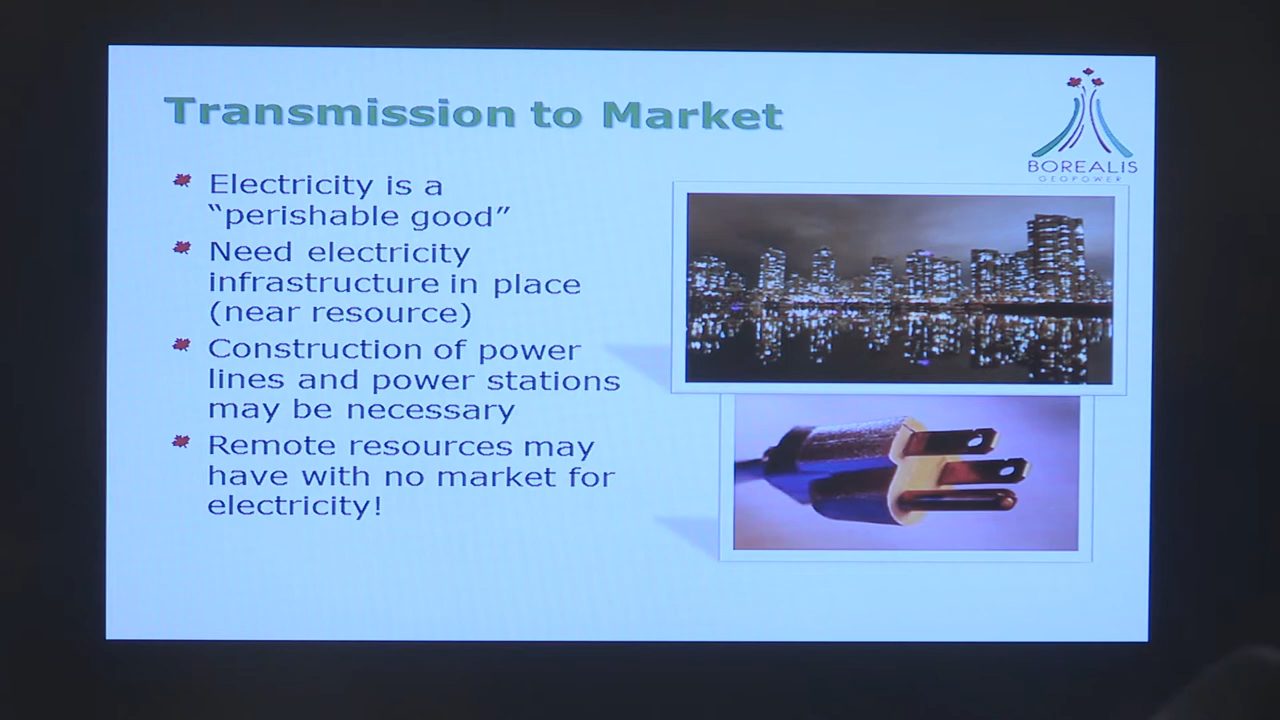 Transmission to Market
BOREALIS
GEOPOWER
Electricity is a
“perishable good”
Need electricity
infrastructure in place
(near resource)
Construction of power
lines and power stations
may be necessary
Remote resources may
have with no market for
electricity!